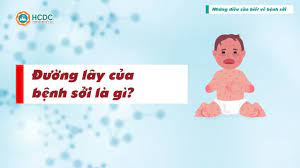 HCDC
Những điều cần biết về bệnh sởi
Đường lây của
bệnh sởi là gì?